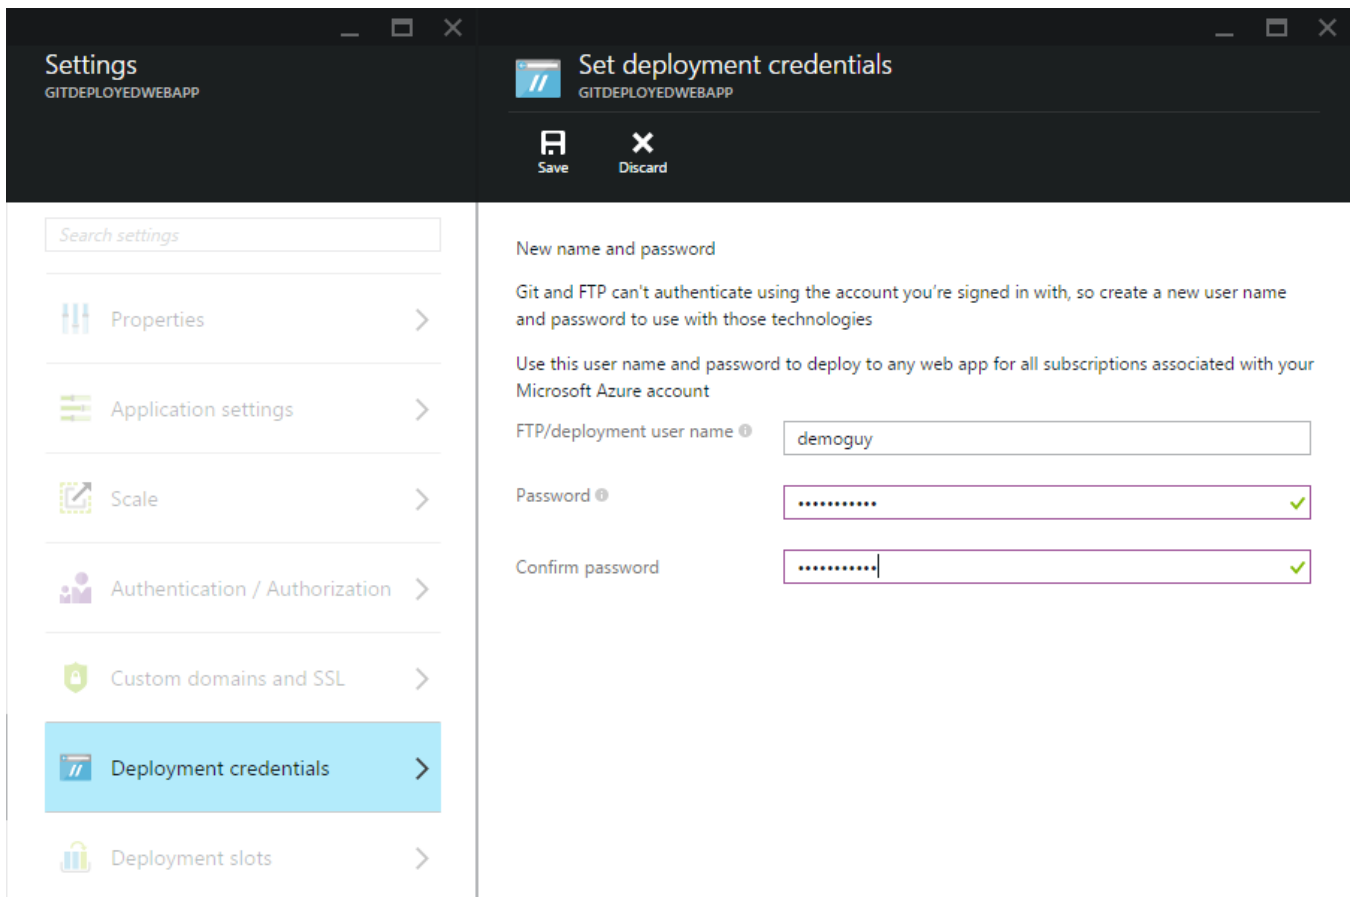 Settings
GITDEPLOYEDWEBAPP
Search settings
Properties
Application settings
Scale
Authentication / Authorization
Custom domains and SSL
Deployment credentials
Deployment slots
Set deployment credentials
GITDEPLOYEDWEBAPP
Save
Discard
New name and password
Git and FTP can't authenticate using the account you're signed in with, so create a new user name
and password to use with those technologies
Use this user name and password to deploy to any web app for all subscriptions associated with your
Microsoft Azure account
FTP/deployment user name
demoguy
Password
•••••••••••
Confirm password
•••••••••••